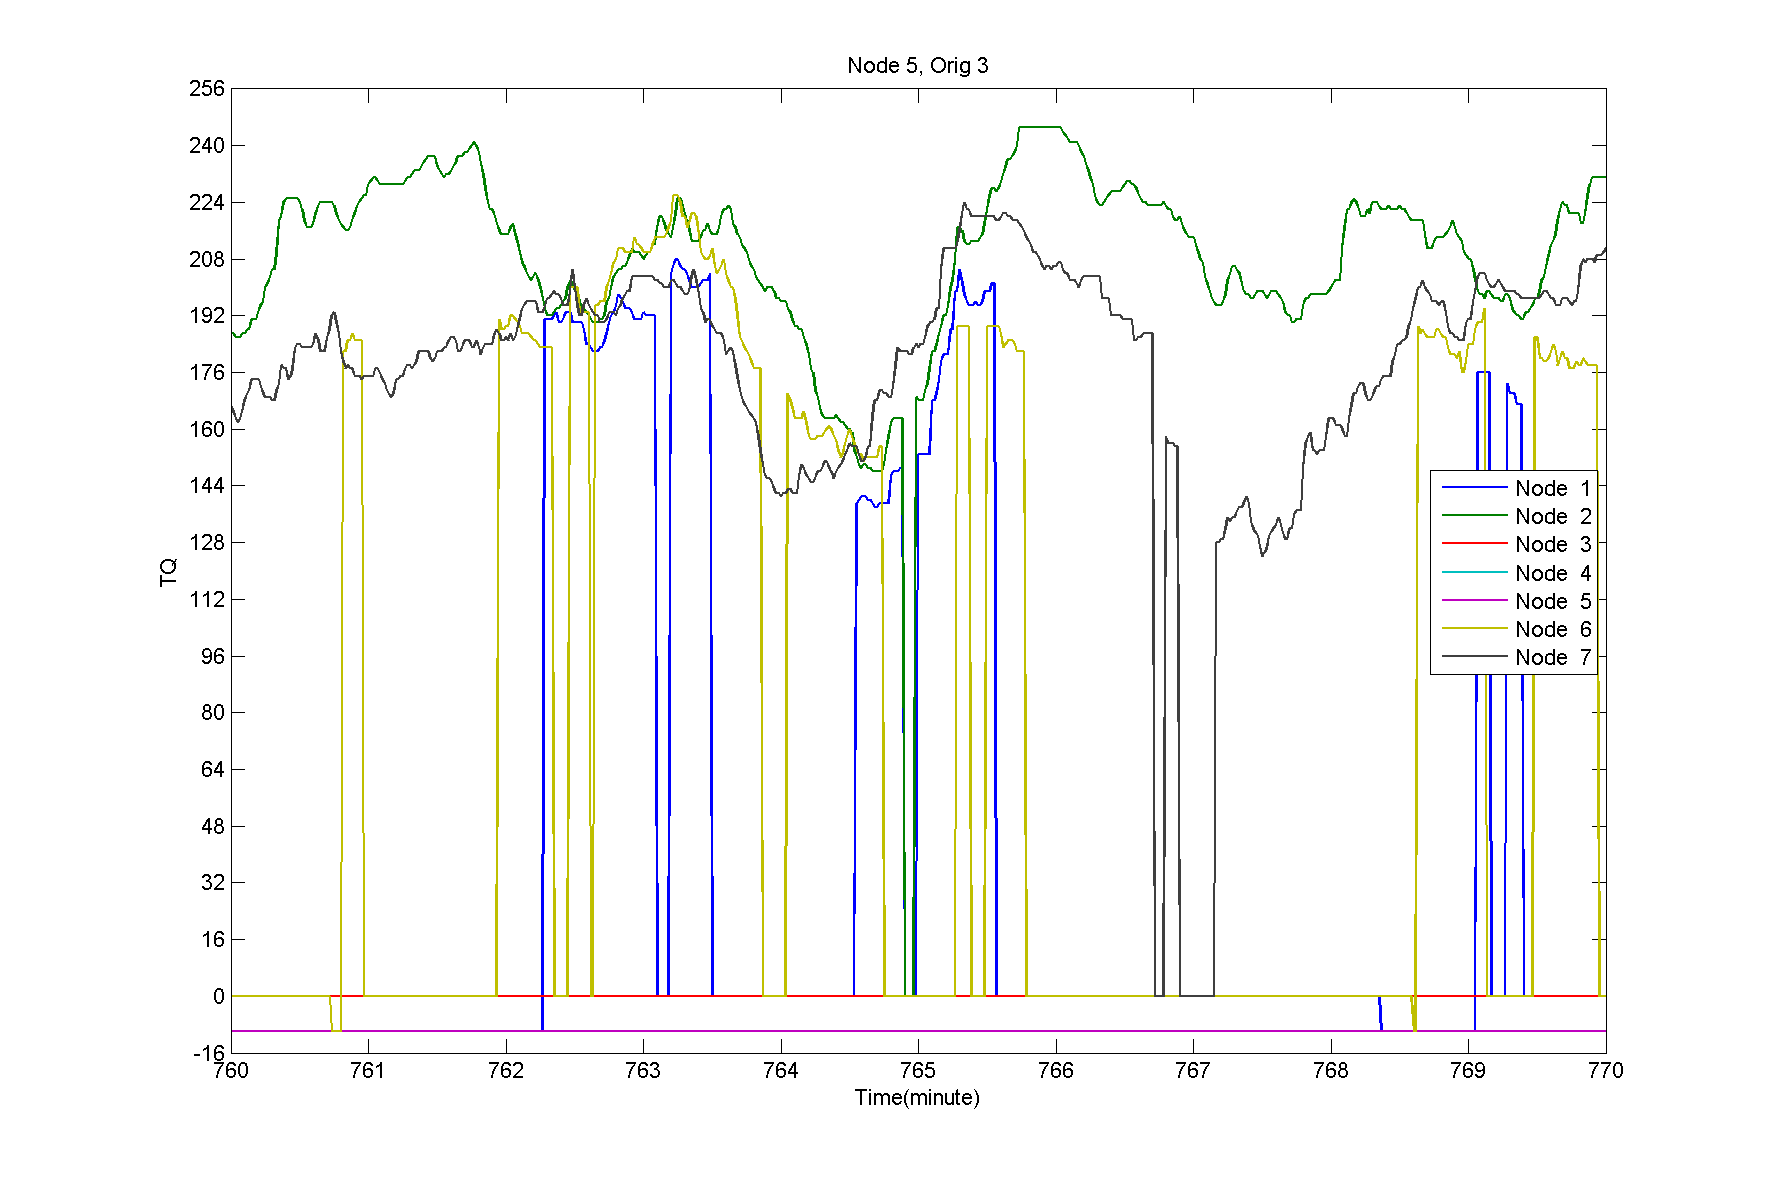 Node 5, Orig 3
256
240
224
208
192
176
160
144
128
112
96
80
64
48
32
16
0
-16
TQ
760 761 762 763 764 765 766 767 768 769 770
Time(minute)
Node 1
Node 2
Node 3
Node 4
Node 5
Node 6
Node 7